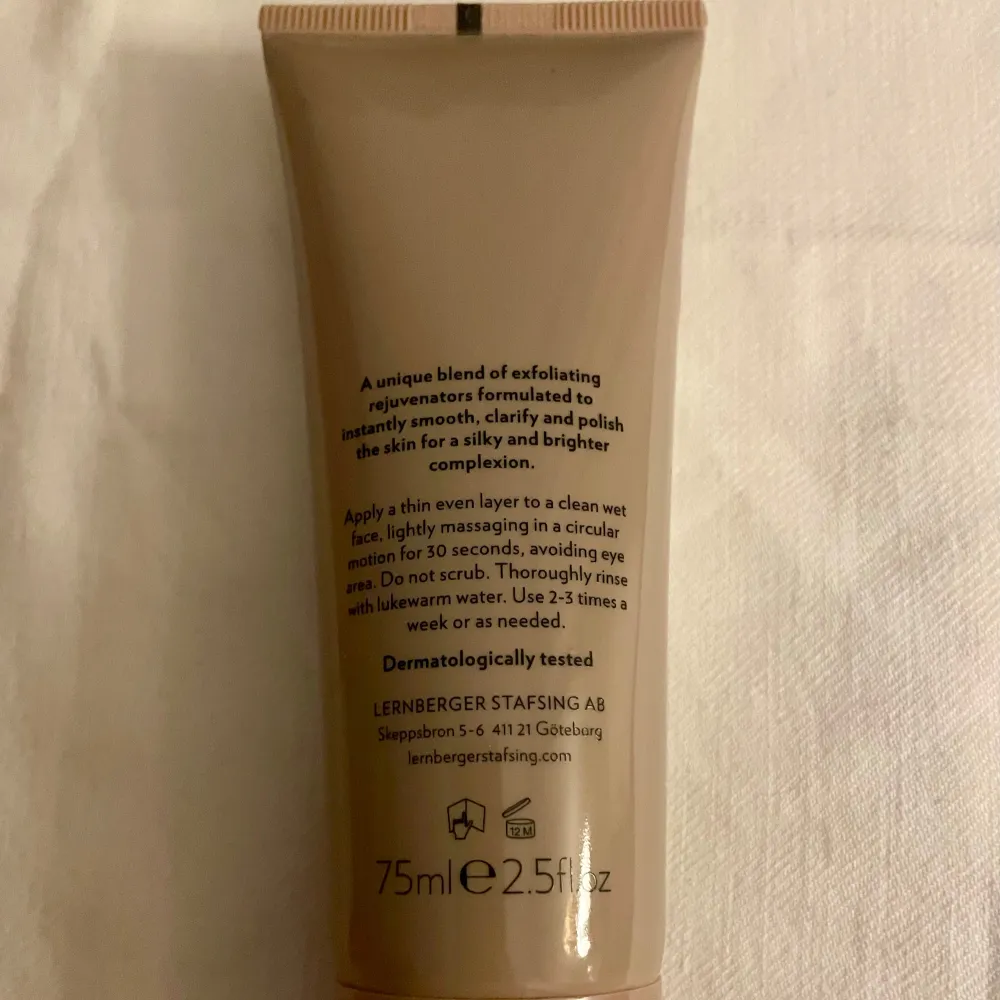 A unique blend of exfoliating
rejuvenators formulated to
instantly smooth, clarify and polish
the skin for a silky and brighter
complexion.
Apply a thin even layer to a clean wet
face, lightly massaging in a circular
motion for 30 seconds, avoiding eye
area. Do not scrub. Thoroughly rinse
with lukewarm water. Use 2-3 times a
week or as needed.
Dermatologically tested
LERNBERGER STAFSING AB
Skeppsbron 5-6 411 21 Göteborg
lernbergerstafsing.com
12 M
75ml e 2.5fl.oz